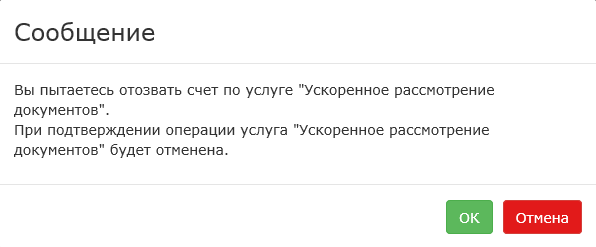 Сообщение
Вы пытаетесь отозвать счет по услуге "Ускоренное рассмотрение
документов".
При подтверждении операции услуга "Ускоренное рассмотрение
документов" будет отменена.
OK Отмена